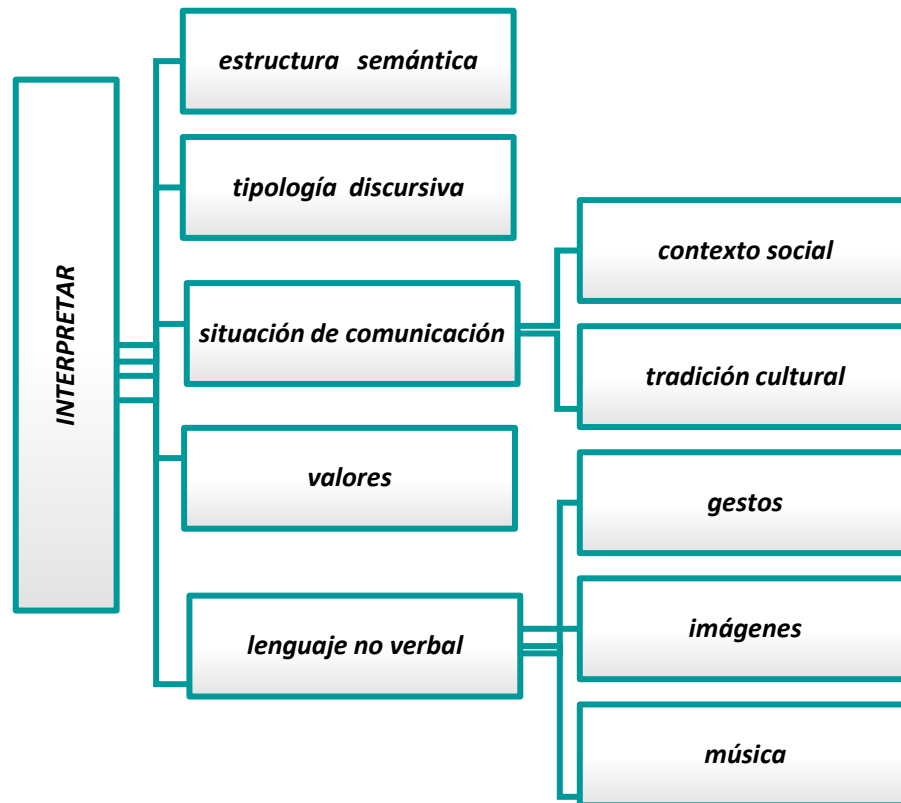 INTERPRETAR
estructura semántica
tipología discursiva
situación de comunicación
contexto social
tradición cultural
valores
lenguaje no verbal
gestos
imágenes
música